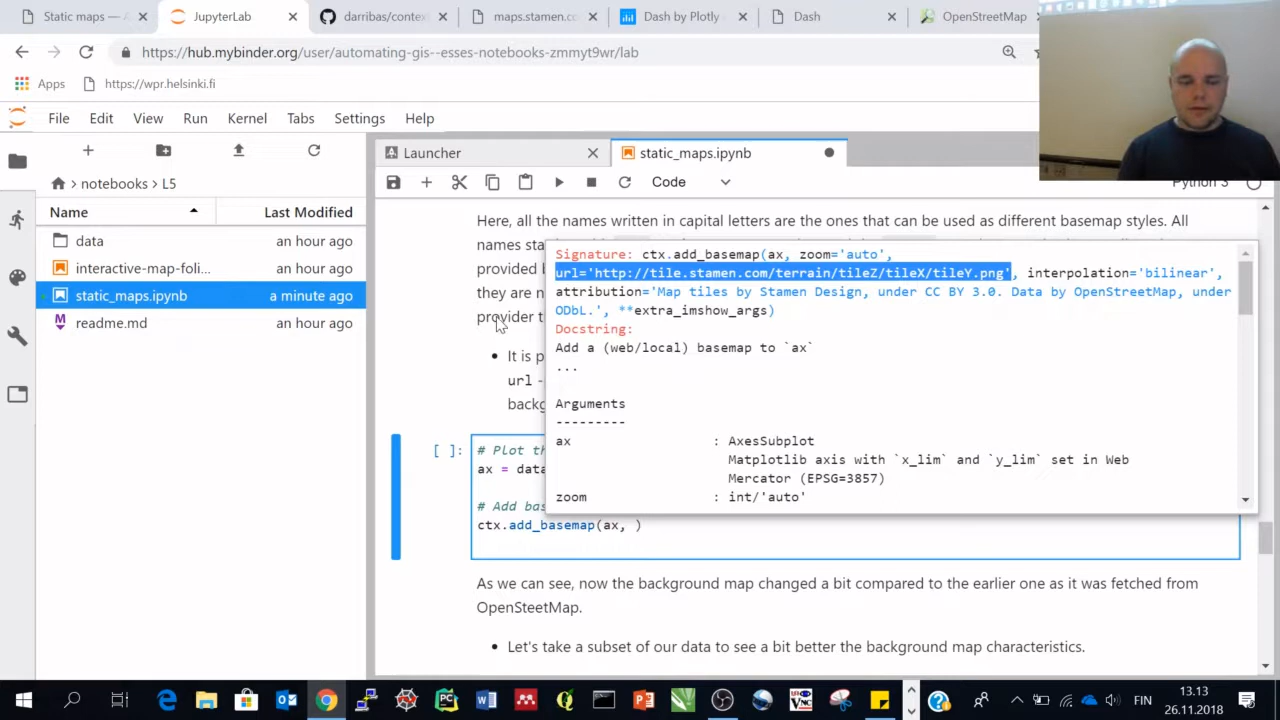 Static maps —
JupyterLab
darribas/contex
maps.stamen.co
Dash by Plotly
Dash
OpenStreetMap
https://hub.mybinder.org/user/automating-gis--esses-notebooks-zmmyt9wr/lab
Apps
https://wpr.helsinki.fi
File Edit View Run Kernel Tabs Settings Help
Launcher
static_maps.ipynb
notebooks > L5
Code
Python 3
Name Last Modified
data an hour ago
interactive-map-foli... an hour ago
static_maps.ipynb a minute ago
readme.md an hour ago
Here, all the names written in capital letters are the ones that can be used as different basemap styles. All
names sta
provided l
they are n
provider t
• It is p
url -
backg
Signature: ctx.add_basemap(ax, zoom='auto',
url='http://tile.stamen.com/terrain/tileZ/tileX/tileY.png', interpolation='bilinear',
attribution='Map tiles by Stamen Design, under CC BY 3.0. Data by OpenStreetMap, under
ODbL.', **extra_imshow_args)
Docstring:
Add a (web/local) basemap to `ax`
...
Arguments
---------
ax : AxesSubplot
Matplotlib axis with `x_lim` and `y_lim` set in Web
Mercator (EPSG=3857)
zoom : int/'auto'
[ ]:
# Plot th
ax = data
# Add bas
ctx.add_basemap(ax, )
As we can see, now the background map changed a bit compared to the earlier one as it was fetched from
OpenSteetMap.
• Let's take a subset of our data to see a bit better the background map characteristics.
FIN
13.13
26.11.2018